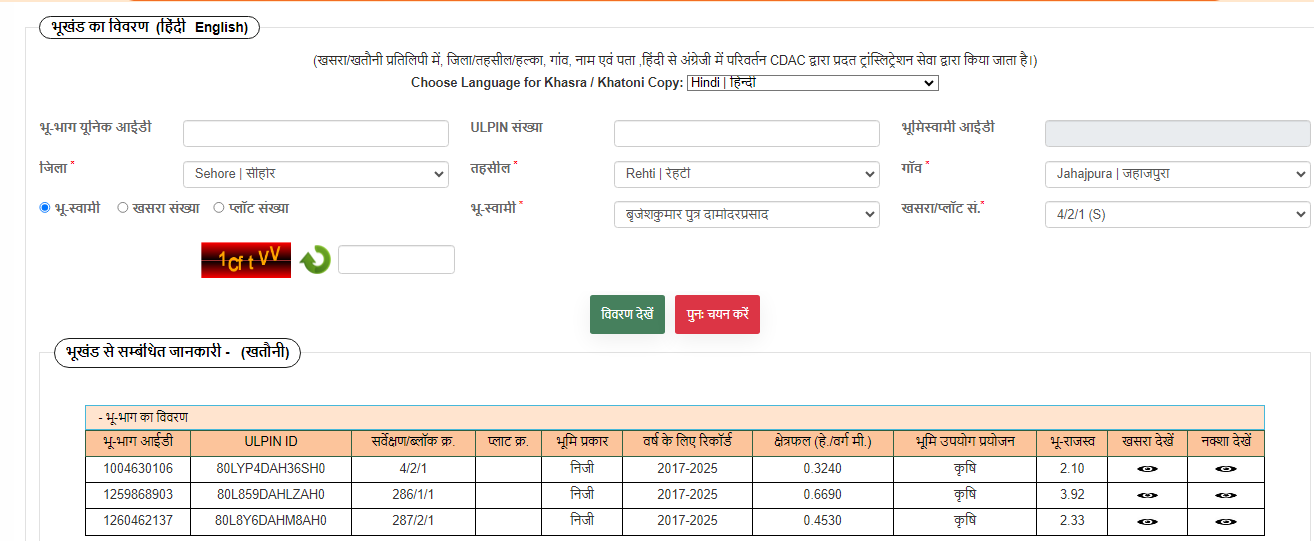 भूखंड का विवरण (हिंदी English)
(खसरा/खतौनी प्रतिलिपी में, जिला/तहसील/हल्का, गांव, नाम एवं पता ,हिंदी से अंग्रेजी में परिवर्तन CDAC द्वारा प्रदत ट्रांस्लिट्रेशन सेवा द्वारा किया जाता है।)
Choose Language for Khasra / Khatoni Copy: Hindi | हिन्दी
भू-भाग यूनिक आईडी ULPIN संख्या भूमिस्वामी आईडी
जिला * Sehore | सीहोर तहसील * Rehti | रेहटी गाँव * Jahajpura | जहाजपुरा
भू-स्वामी खसरा संख्या प्लॉट संख्या भू-स्वामी * बृजेशकुमार पुत्र दामोदरप्रसाद खसरा/प्लॉट सं.* 4/2/1 (S)
1cftVV
विवरण देखें पुनः चयन करें
भूखंड से सम्बंधित जानकारी - (खतौनी)
- भू-भाग का विवरण
भू-भाग आईडी ULPIN ID सर्वेक्षण/ब्लॉक क्र. प्लाट क्र. भूमि प्रकार वर्ष के लिए रिकॉर्ड क्षेत्रफल (हे./वर्ग मी.) भूमि उपयोग प्रयोजन भू-राजस्व खसरा देखें नक्शा देखें
1004630106 80LYP4DAH36SH0 4/2/1 निजी 2017-2025 0.3240 कृषि 2.10
1259868903 80L859DAHLZAH0 286/1/1 निजी 2017-2025 0.6690 कृषि 3.92
1260462137 80L8Y6DAHM8AH0 287/2/1 निजी 2017-2025 0.4530 कृषि 2.33